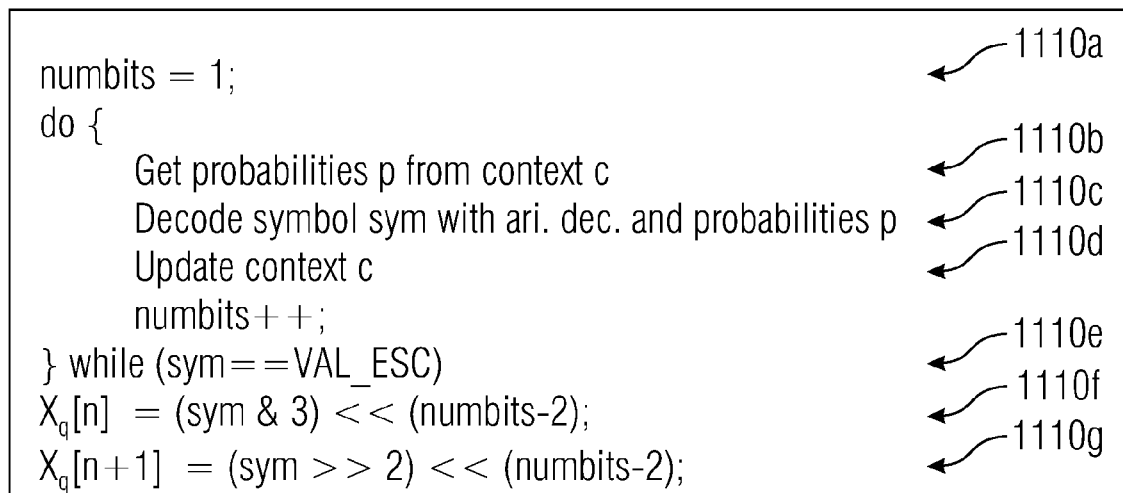 numbits = 1; 1110a
do {
Get probabilities p from context c 1110b
Decode symbol sym with ari. dec. and probabilities p 1110c
Update context c 1110d
numbits++;
} while (sym==VAL_ESC) 1110e
Xq[n] = (sym & 3) << (numbits-2); 1110f
Xq[n+1] = (sym >> 2) << (numbits-2); 1110g